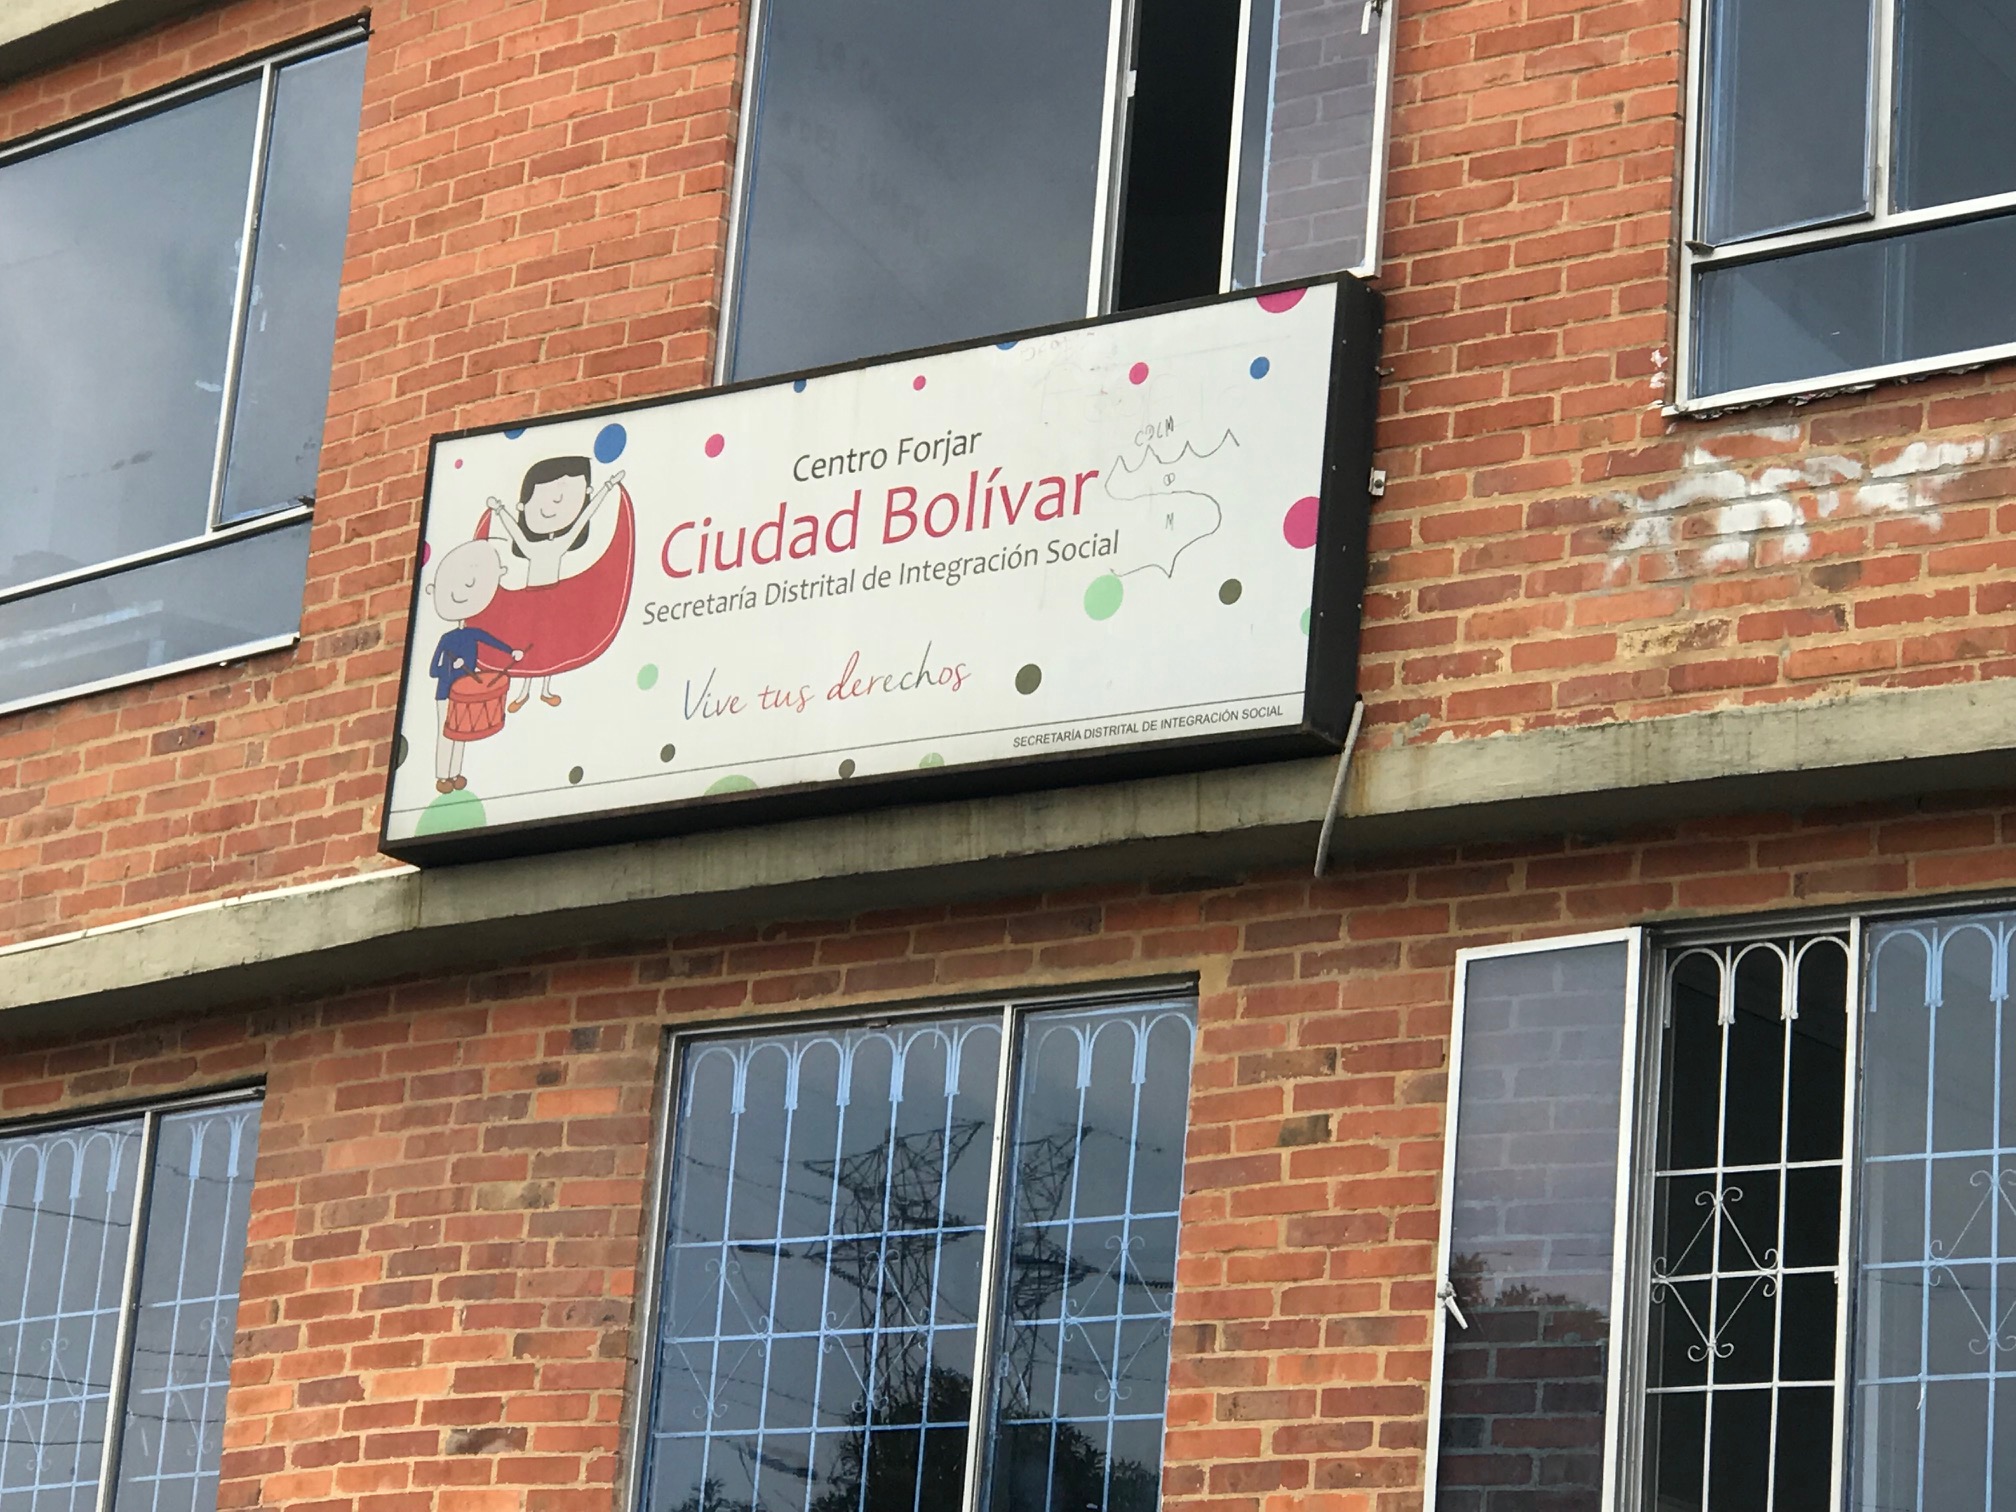 Centro Forjar
Ciudad Bolívar
Secretaría Distrital de Integración Social
Vive tus derechos
SECRETARÍA DISTRITAL DE INTEGRACIÓN SOCIAL